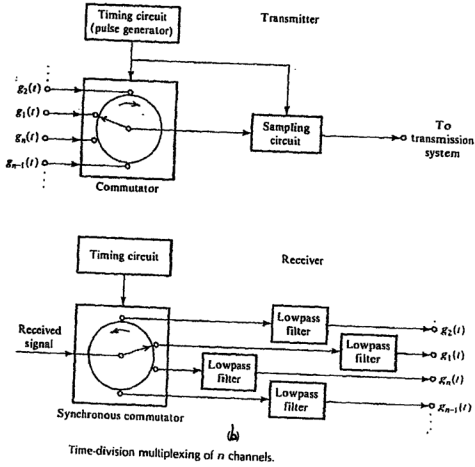 Timing circuit
(pulse generator)
Transmitter
g₂(t)
g₁(t)
gₙ(t)
gₙ₋₁(t)
Commutator
Sampling
circuit
To
transmission
system
Timing circuit
Receiver
Received
signal
Lowpass
filter
g₂(t)
Lowpass
filter
g₁(t)
Lowpass
filter
gₙ(t)
Lowpass
filter
gₙ₋₁(t)
Synchronous commutator
(b)
Time-division multiplexing of n channels.